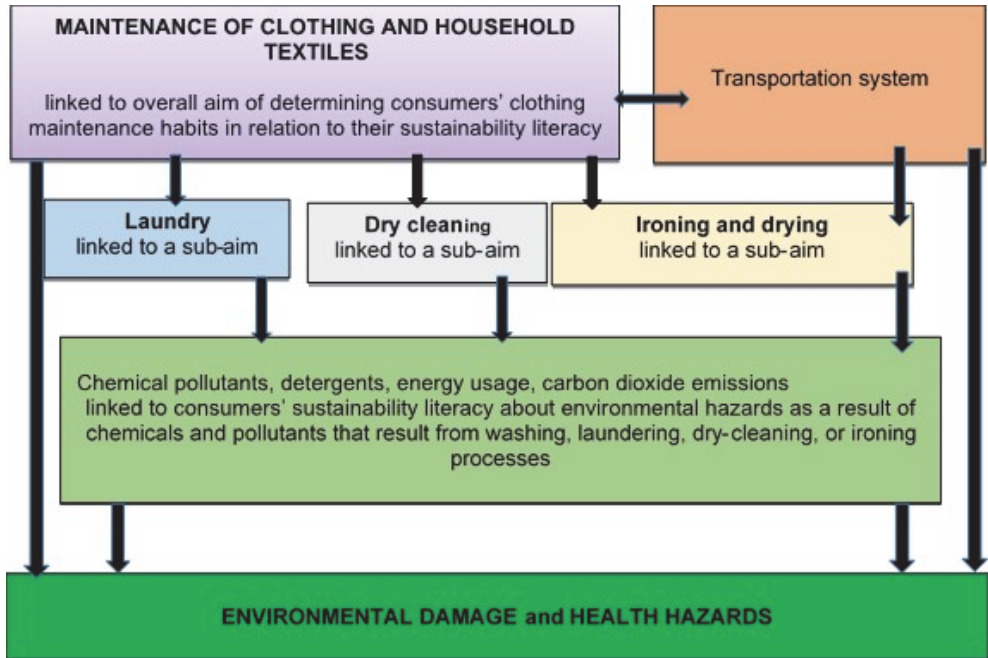 MAINTENANCE OF CLOTHING AND HOUSEHOLD
TEXTILES
linked to overall aim of determining consumers' clothing
maintenance habits in relation to their sustainability literacy
Transportation system
Laundry
linked to a sub-aim
Dry cleaning
linked to a sub-aim
Ironing and drying
linked to a sub-aim
Chemical pollutants, detergents, energy usage, carbon dioxide emissions
linked to consumers' sustainability literacy about environmental hazards as a result of
chemicals and pollutants that result from washing, laundering, dry-cleaning, or ironing
processes
ENVIRONMENTAL DAMAGE and HEALTH HAZARDS